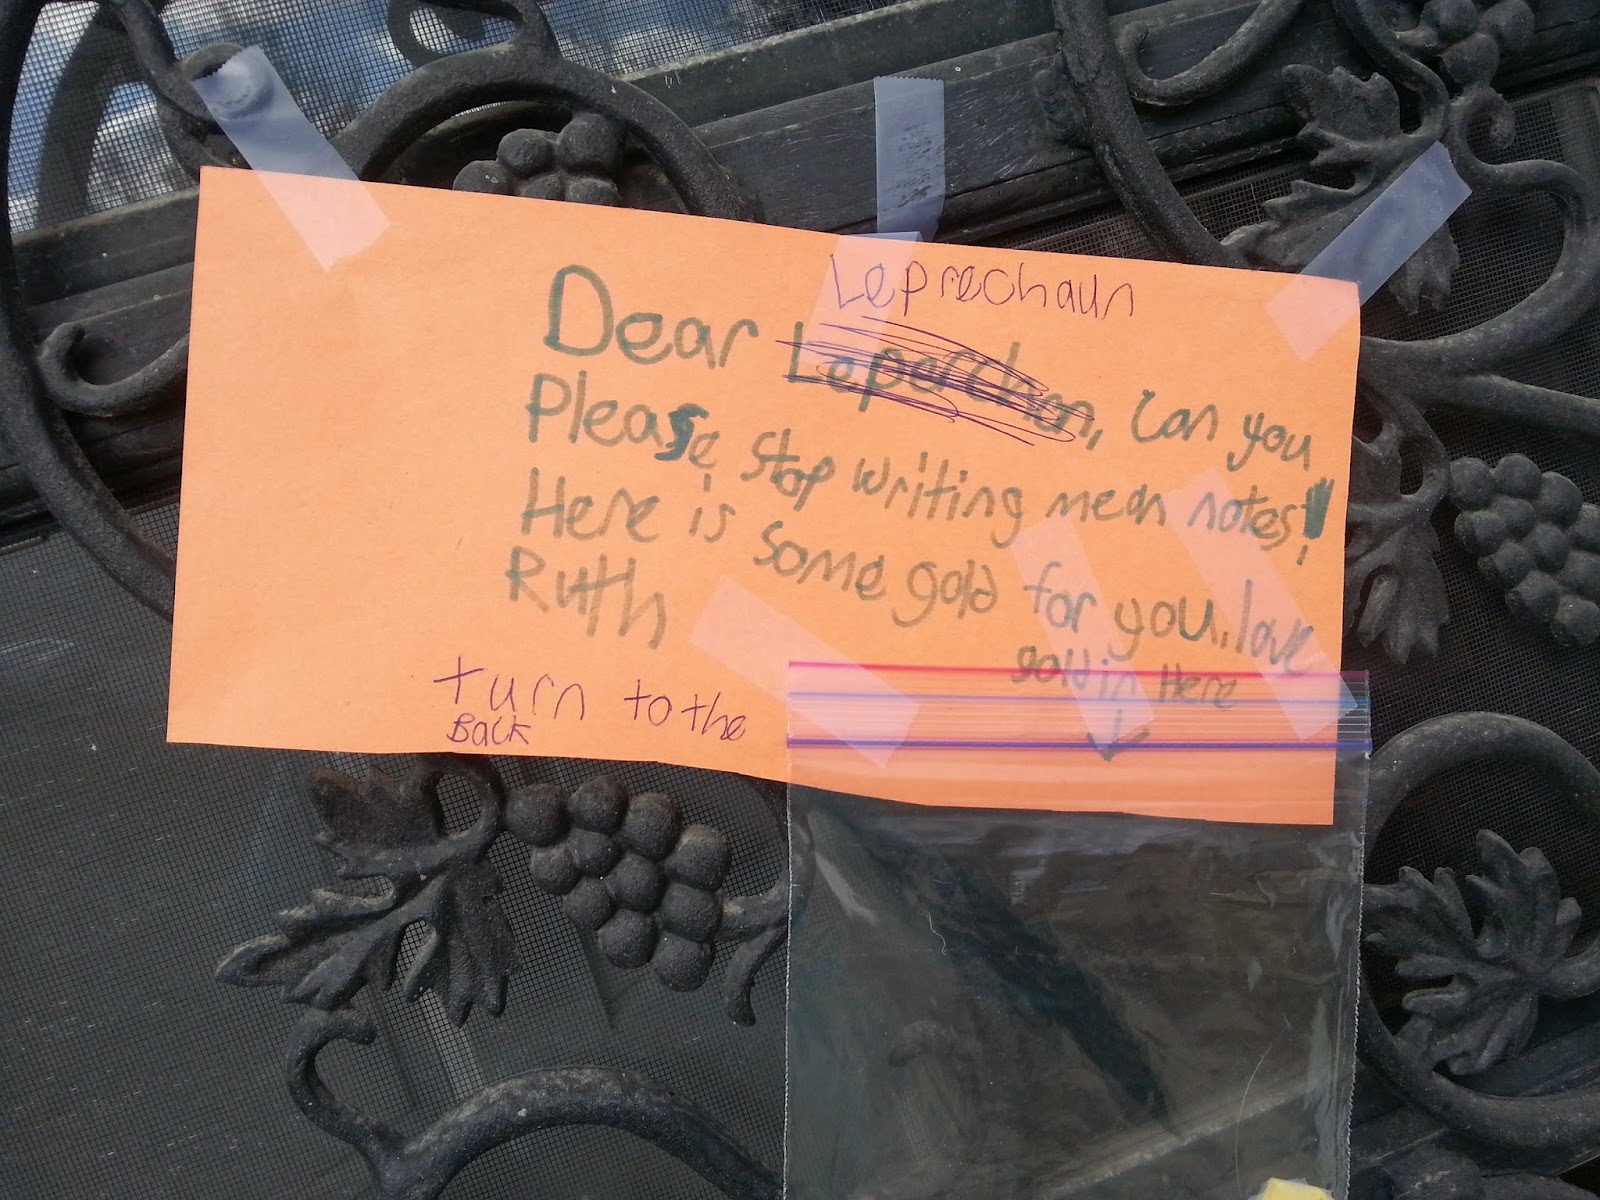 Leprechaun
Dear Leperchon, Can you
Please stop writing mean notes!
Here is some gold for you. love
Ruth
gold in Here
turn to the
Back